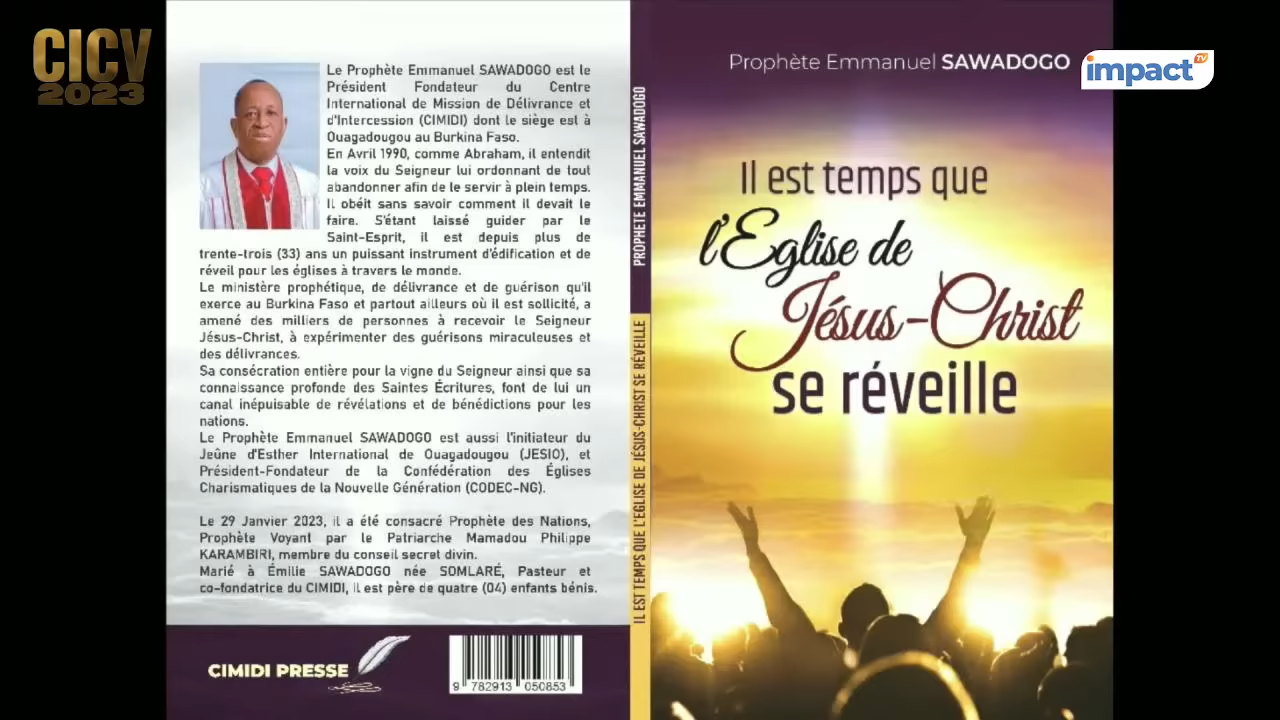 CICV
2023
Le Prophète Emmanuel SAWADOGO est le
Président Fondateur du Centre
International de Mission de Délivrance et
d'Intercession (CIMIDI) dont le siège est à
Ouagadougou au Burkina Faso.
En Avril 1990, comme Abraham, il entendit
la voix du Seigneur lui ordonnant de tout
abandonner afin de le servir à plein temps.
Il obéit sans savoir comment il devait le
faire. S'étant laissé guider par le
Saint-Esprit, il est depuis plus de
trente-trois (33) ans un puissant instrument d'édification et de
réveil pour les églises à travers le monde.
Le ministère prophétique, de délivrance et de guérison qu'il
exerce au Burkina Faso et partout ailleurs où il est sollicité, a
amené des milliers de personnes à recevoir le Seigneur
Jésus-Christ, à expérimenter des guérisons miraculeuses et
des délivrances.
Sa consécration entière pour la vigne du Seigneur ainsi que sa
connaissance profonde des Saintes Écritures, font de lui un
canal inépuisable de révélations et de bénédictions pour les
nations.
Le Prophète Emmanuel SAWADOGO est aussi l'initiateur du
Jeûne d'Esther International de Ouagadougou (JESIO), et
Président-Fondateur de la Confédération des Églises
Charismatiques de la Nouvelle Génération (CODEC-NG).
Le 29 Janvier 2023, il a été consacré Prophète des Nations,
Prophète Voyant par le Patriarche Mamadou Philippe
KARAMBIRI, membre du conseil secret divin.
Marié à Émilie SAWADOGO née SOMLARÉ, Pasteur et
co-fondatrice du CIMIDI, il est père de quatre (04) enfants bénis.
CIMIDI PRESSE
9 782913 050853
PROPHETE EMMANUEL SAWADOGO
IL EST TEMPS QUE L'EGLISE DE JÉSUS-CHRIST SE RÉVEILLE
Prophète Emmanuel SAWADOGO
impact TV
Il est temps que
l'Eglise de
Jésus-Christ
se réveille